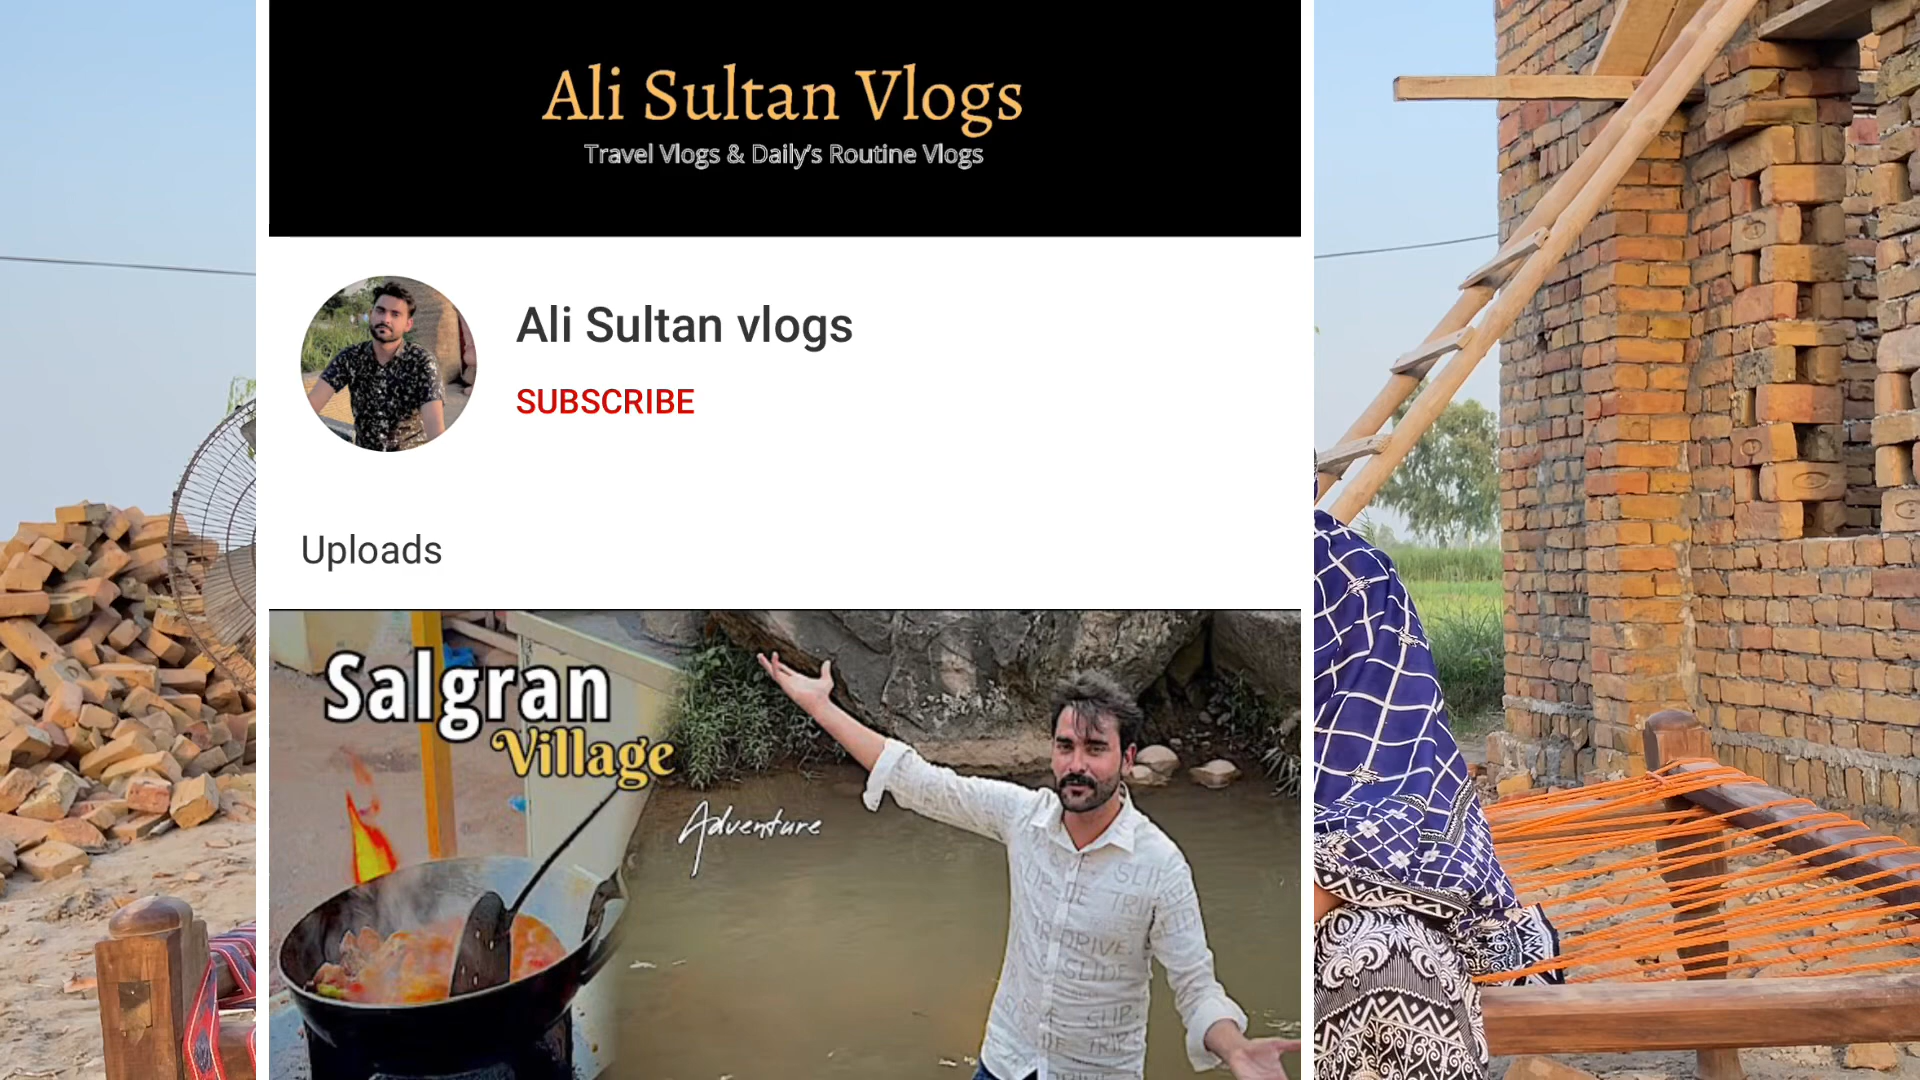 Ali Sultan Vlogs
Travel Vlogs & Daily's Routine Vlogs
Ali Sultan vlogs
SUBSCRIBE
Uploads
Salgran
Village
Adventure